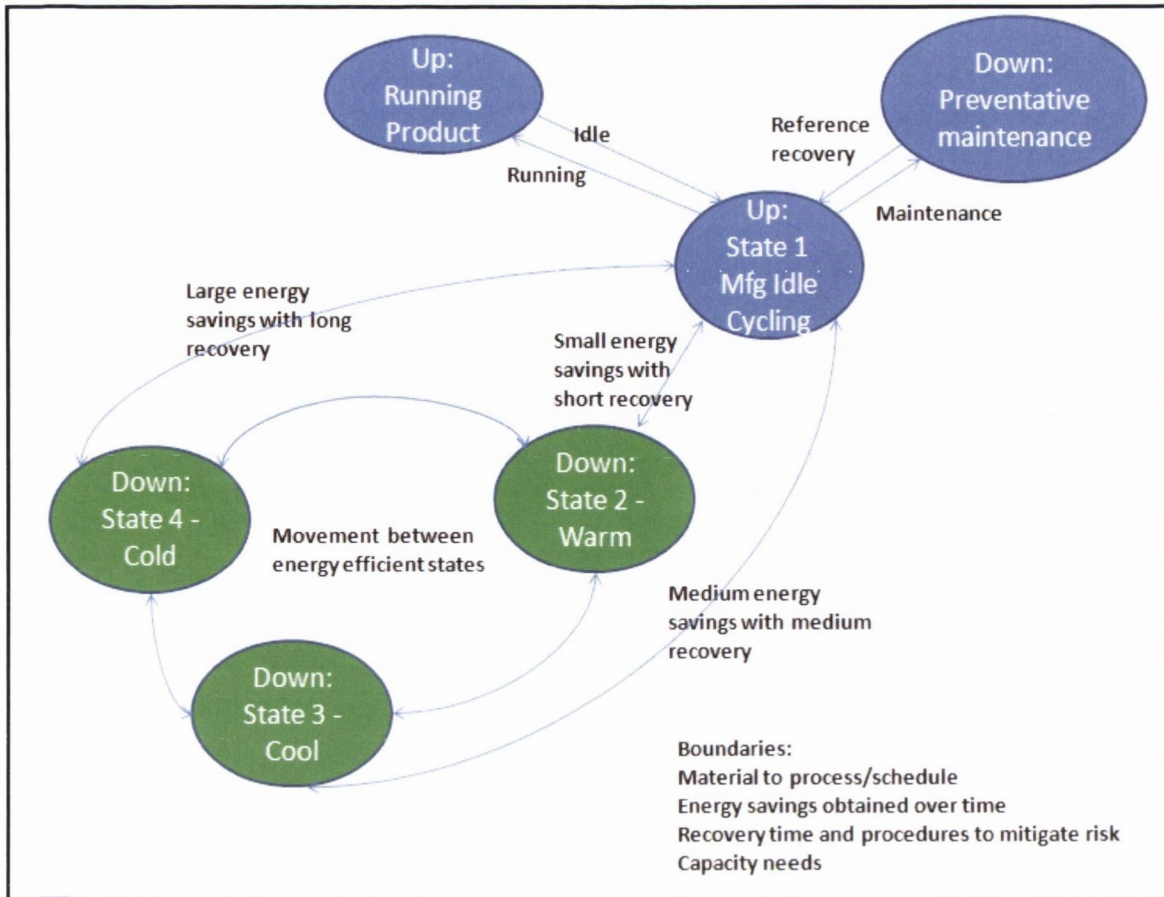 Up:
Running
Product
Down:
Preventative
maintenance
Idle
Running
Reference
recovery
Maintenance
Up:
State 1
Mfg Idle
Cycling
Large energy
savings with long
recovery
Small energy
savings with
short recovery
Down:
State 4 -
Cold
Down:
State 2 -
Warm
Movement between
energy efficient states
Medium energy
savings with medium
recovery
Down:
State 3 -
Cool
Boundaries:
Material to process/schedule
Energy savings obtained over time
Recovery time and procedures to mitigate risk
Capacity needs